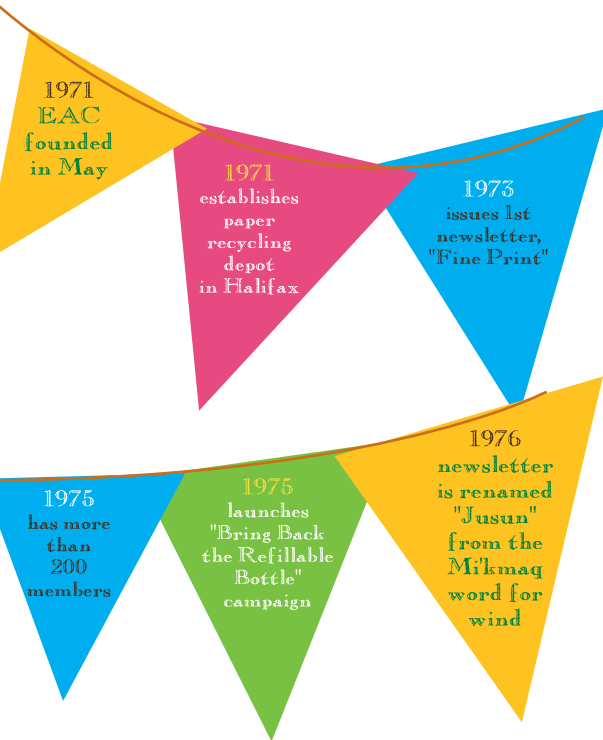 1971
EAC
founded
in May
1971
establishes
paper
recycling
depot
in Halifax
1973
issues 1st
newsletter,
"Fine Print"
1975
has more
than
200
members
1975
launches
"Bring Back
the Refillable
Bottle"
campaign
1976
newsletter
is renamed
"Jusun"
from the
Mi'kmaq
word for
wind